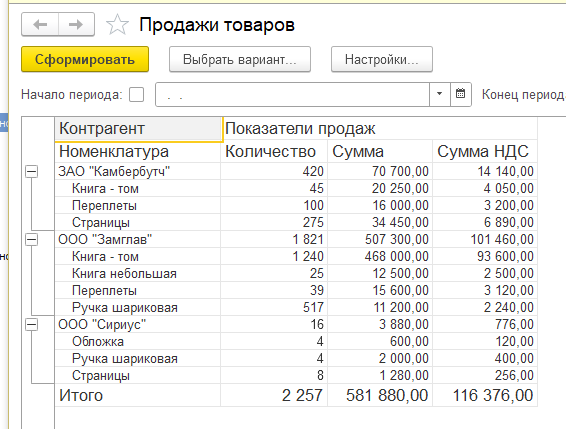 Продажи товаров
Сформировать Выбрать вариант... Настройки...
Начало периода: . . Конец период
Контрагент Показатели продаж
Номенклатура Количество Сумма Сумма НДС
ЗАО "Камбербутч" 420 70 700,00 14 140,00
Книга - том 45 20 250,00 4 050,00
Переплеты 100 16 000,00 3 200,00
Страницы 275 34 450,00 6 890,00
ООО "Замглав" 1 821 507 300,00 101 460,00
Книга - том 1 240 468 000,00 93 600,00
Книга небольшая 25 12 500,00 2 500,00
Переплеты 39 15 600,00 3 120,00
Ручка шариковая 517 11 200,00 2 240,00
ООО "Сириус" 16 3 880,00 776,00
Обложка 4 600,00 120,00
Ручка шариковая 4 2 000,00 400,00
Страницы 8 1 280,00 256,00
Итого 2 257 581 880,00 116 376,00